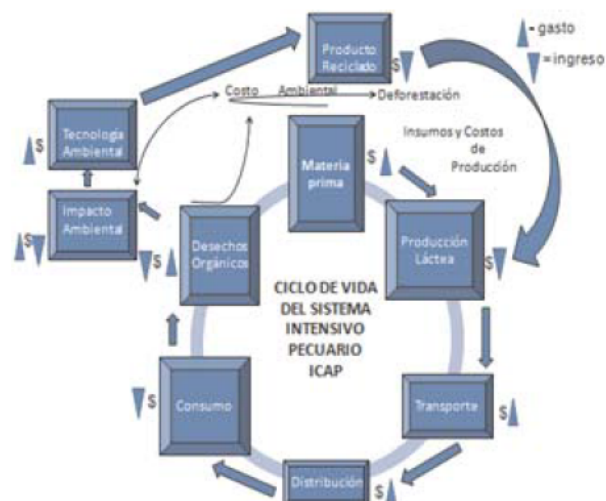 Producto
Reciclado
$
= gasto
= ingreso
Costo Ambiental
Deforestación
Tecnología
Ambiental
$
Insumos y Costos
de
Producción
Materia
prima
$
Impacto
Ambiental
$
Desechos
Orgánicos
$
Producción
Láctea
$
CICLO DE VIDA
DEL SISTEMA
INTENSIVO
PECUARIO
ICAP
Consumo
$
Transporte
$
Distribución
$